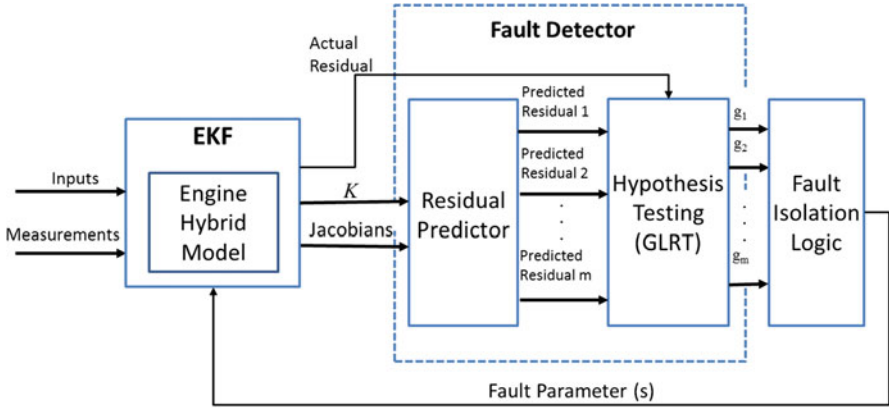 Fault Detector
Actual
Residual
EKF
Engine
Hybrid
Model
Inputs
Measurements
K
Jacobians
Residual
Predictor
Predicted
Residual 1
Predicted
Residual 2
.
.
.
Predicted
Residual m
Hypothesis
Testing
(GLRT)
g1
g2
.
.
.
gm
Fault
Isolation
Logic
Fault Parameter (s)